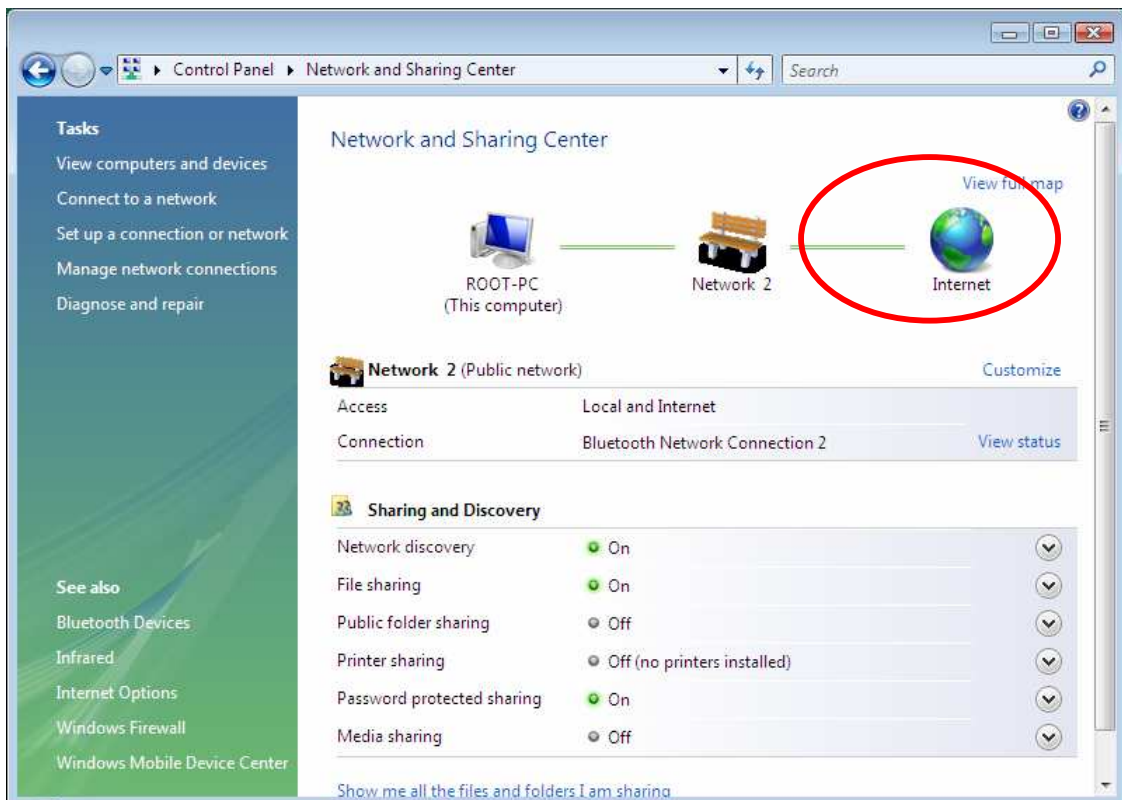 Control Panel Network and Sharing Center Search
Tasks
View computers and devices
Connect to a network
Set up a connection or network
Manage network connections
Diagnose and repair
See also
Bluetooth Devices
Infrared
Internet Options
Windows Firewall
Windows Mobile Device Center
Network and Sharing Center
View full map
ROOT-PC
(This computer)
Network 2
Internet
Network 2 (Public network) Customize
Access Local and Internet
Connection Bluetooth Network Connection 2 View status
Sharing and Discovery
Network discovery On
File sharing On
Public folder sharing Off
Printer sharing Off (no printers installed)
Password protected sharing On
Media sharing Off
Show me all the files and folders I am sharing